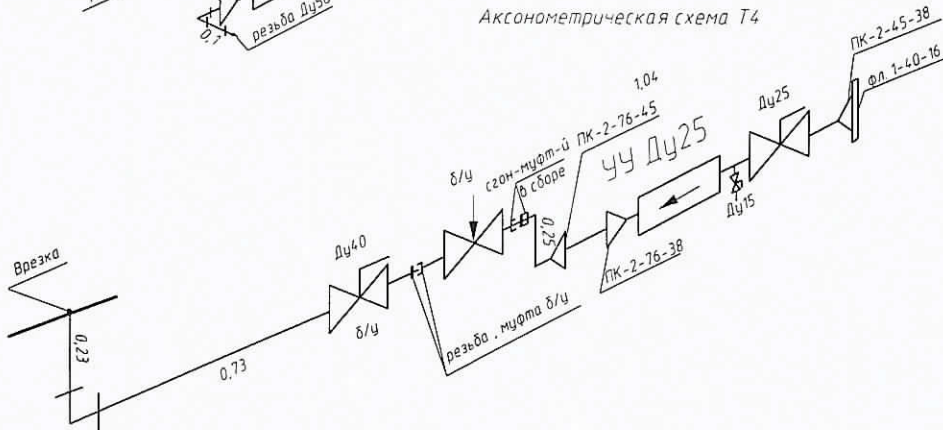 резьба Ду50
0,1
Аксонометрическая схема Т4
ПК-2-45-38
фл. 1-40-16
1,04
Ду25
ПК-2-76-45
УУ Ду25
сгон-муфт-й
в сборе
б/у
0,25
Ду15
ПК-2-76-38
Врезка
Ду40
б/у
резьба . муфта б/у
0,23
0,73